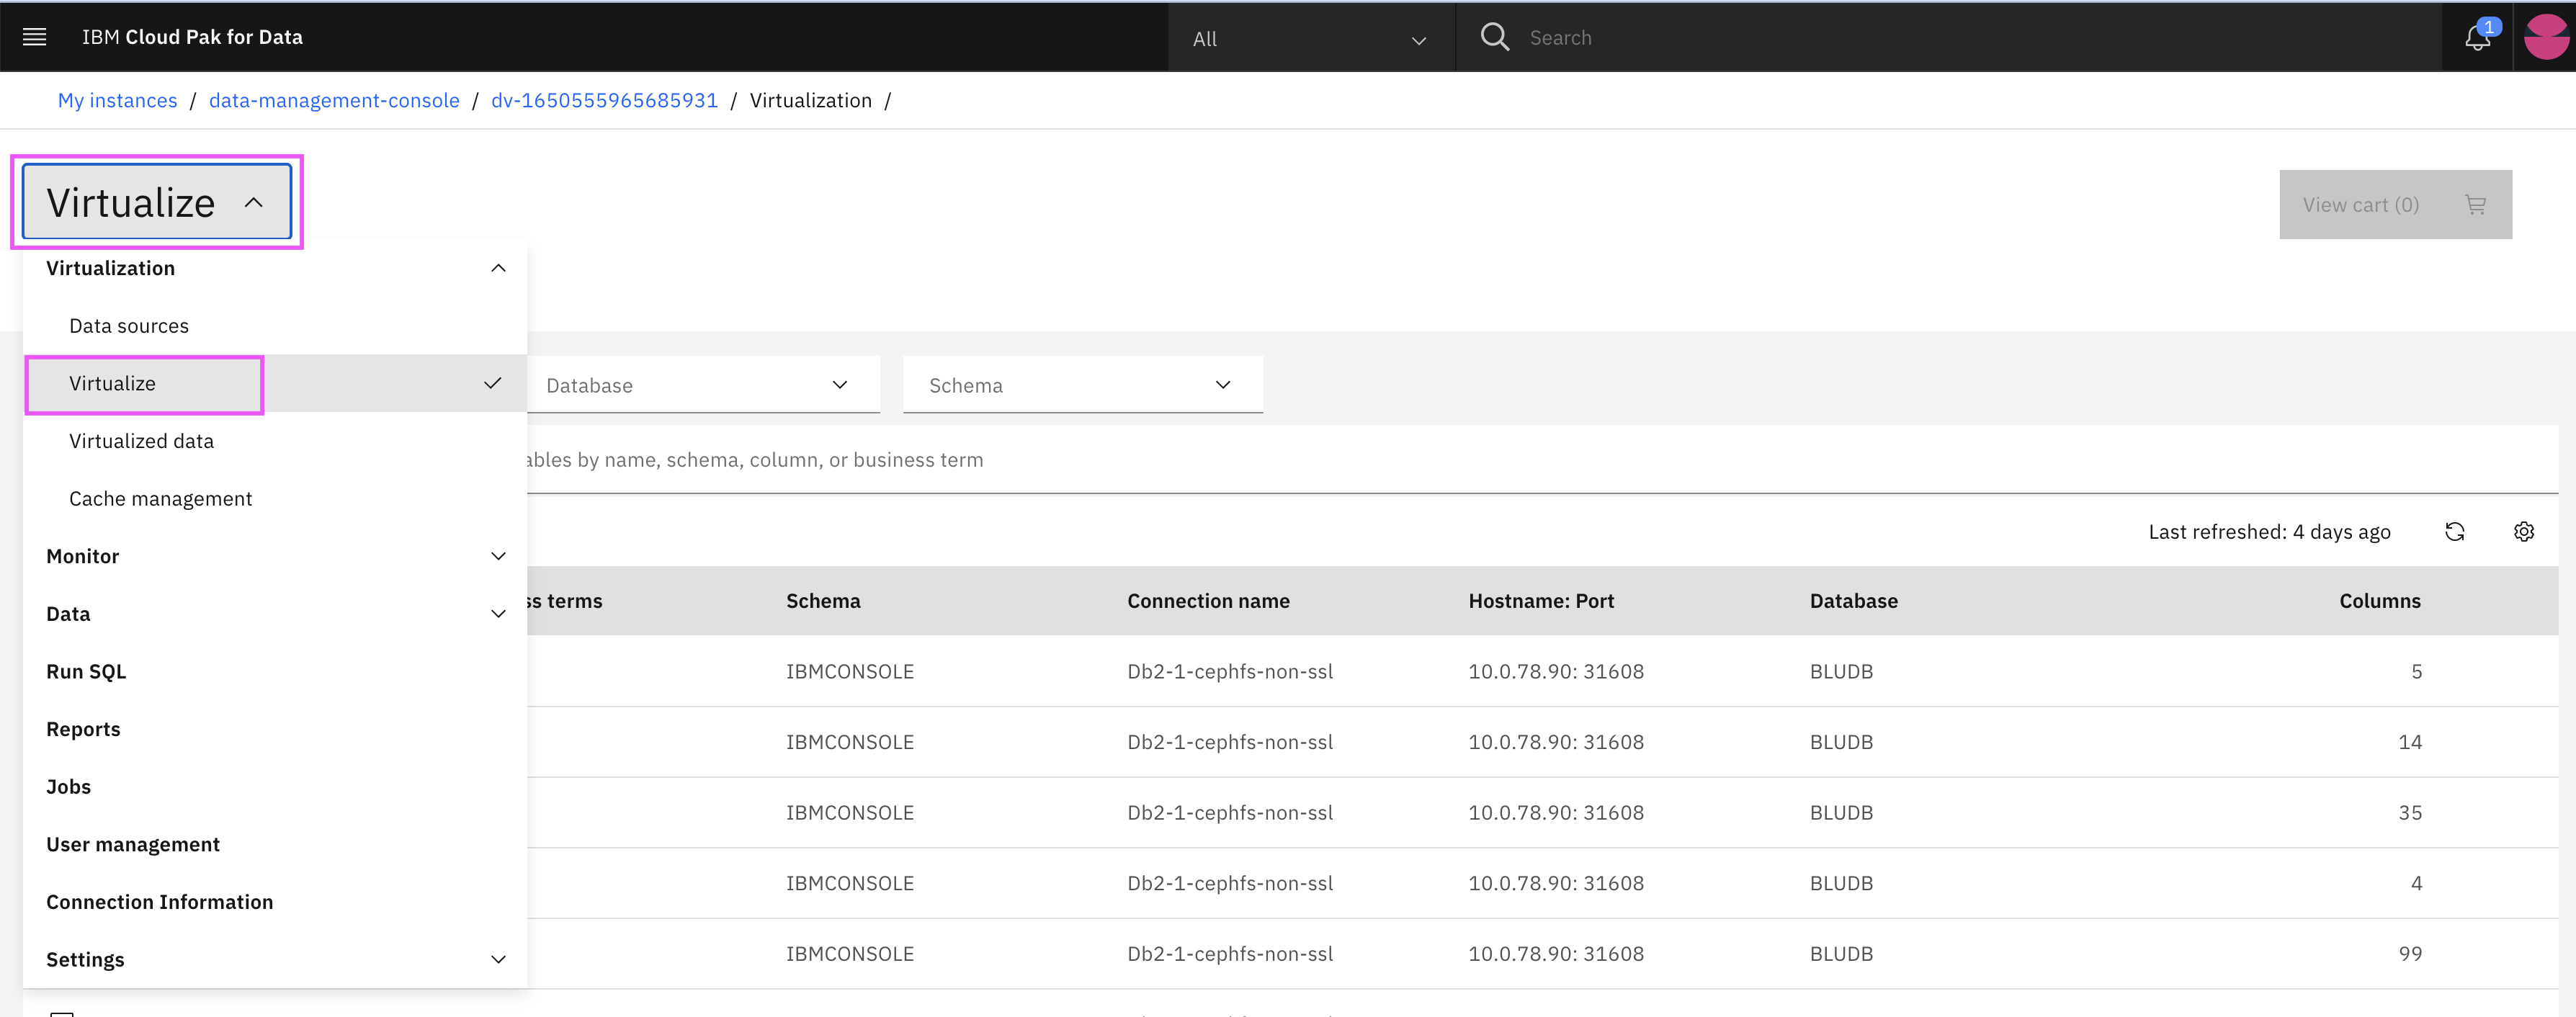 IBM Cloud Pak for Data
All
Search
1
My instances / data-management-console / dv-1650555965685931 / Virtualization /
Virtualize
View cart (0)
Virtualization
Data sources
Virtualize
Virtualized data
Cache management
Monitor
Data
Run SQL
Reports
Jobs
User management
Connection Information
Settings
Database
Schema
ables by name, schema, column, or business term
Last refreshed: 4 days ago
ss terms Schema Connection name Hostname: Port Database Columns
IBMCONSOLE Db2-1-cephfs-non-ssl 10.0.78.90: 31608 BLUDB 5
IBMCONSOLE Db2-1-cephfs-non-ssl 10.0.78.90: 31608 BLUDB 14
IBMCONSOLE Db2-1-cephfs-non-ssl 10.0.78.90: 31608 BLUDB 35
IBMCONSOLE Db2-1-cephfs-non-ssl 10.0.78.90: 31608 BLUDB 4
IBMCONSOLE Db2-1-cephfs-non-ssl 10.0.78.90: 31608 BLUDB 99